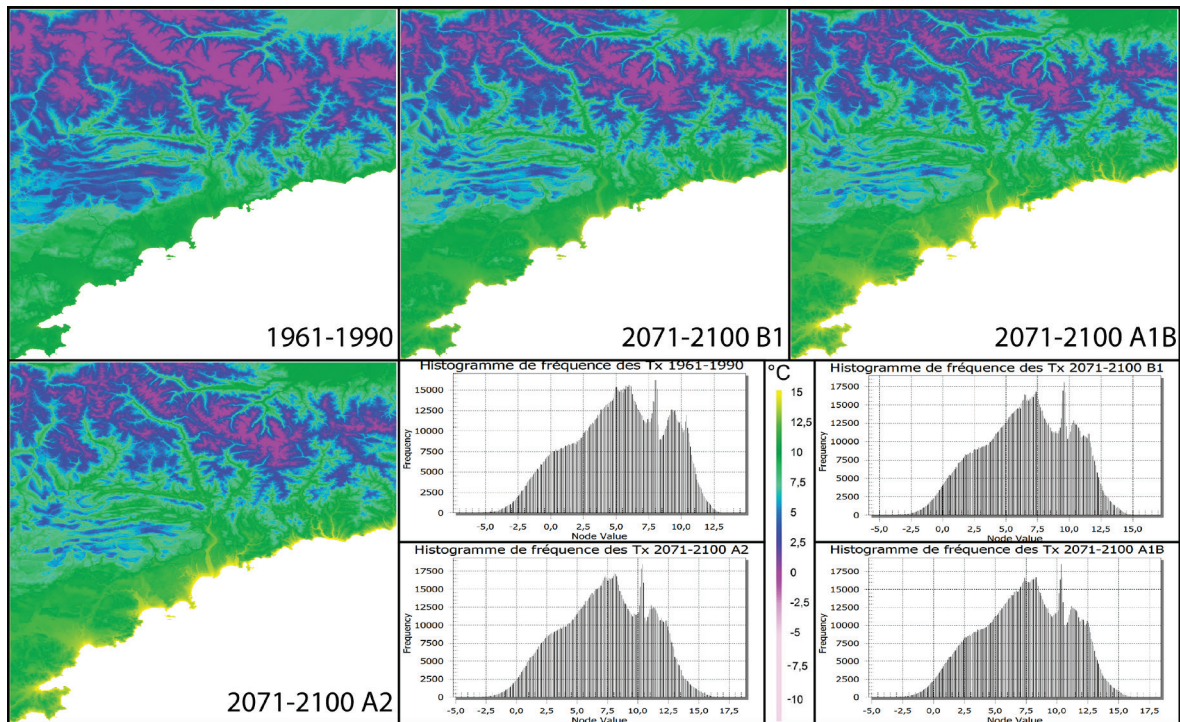 1961-1990
2071-2100 B1
2071-2100 A1B
2071-2100 A2
Histogramme de fréquence des Tx 1961-1990
Frequency
15000
12500
10000
7500
5000
2500
0
-5,0 0,0 5,0 7,5 10,0 12,5
Node Value
°C
15
12,5
10
7,5
5
2,5
0
-2,5
-5
-7,5
-10
Histogramme de fréquence des Tx 2071-2100 B1
Frequency
17500
15000
12500
10000
7500
5000
2500
0
-5,0 -2,5 0,0 2,5 5,0 7,5 10,0 12,5 15,0
Node Value
Histogramme de fréquence des Tx 2071-2100 A2
Frequency
17500
15000
12500
10000
7500
5000
2500
0
-5,0 -2,5 0,0 2,5 5,0 7,5 10,0 12,5 15,0 17,5
Node Value
Histogramme de fréquence des Tx 2071-2100 A1B
Frequency
17500
15000
12500
10000
7500
5000
2500
0
-5,0 -2,5 0,0 2,5 5,0 7,5 10,0 12,5 15,0 17,5
Node Value